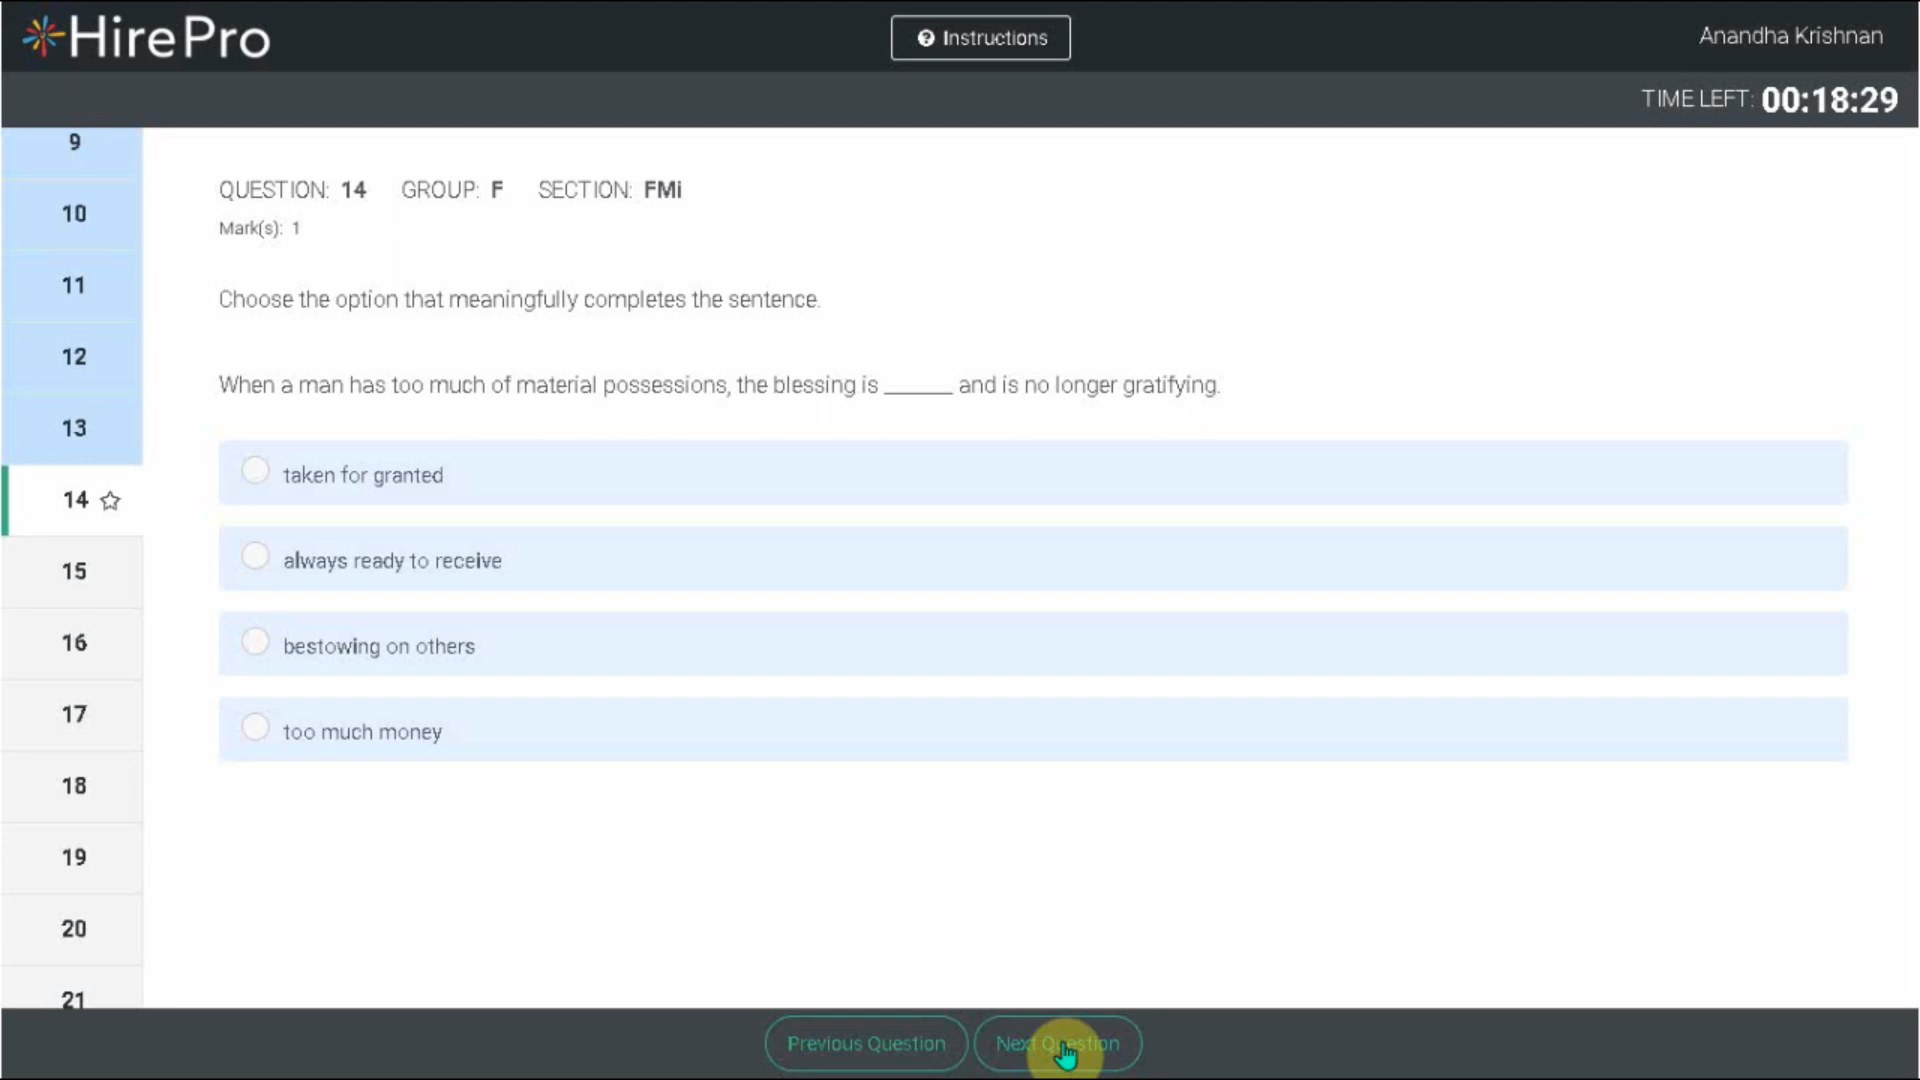 HirePro
Instructions
Anandha Krishnan
TIME LEFT: 00:18:29
9
10
11
12
13
14
15
16
17
18
19
20
21
QUESTION: 14 GROUP: F SECTION: FMi
Mark(s): 1
Choose the option that meaningfully completes the sentence.
When a man has too much of material possessions, the blessing is ______ and is no longer gratifying.
taken for granted
always ready to receive
bestowing on others
too much money
Previous Question
Next Question